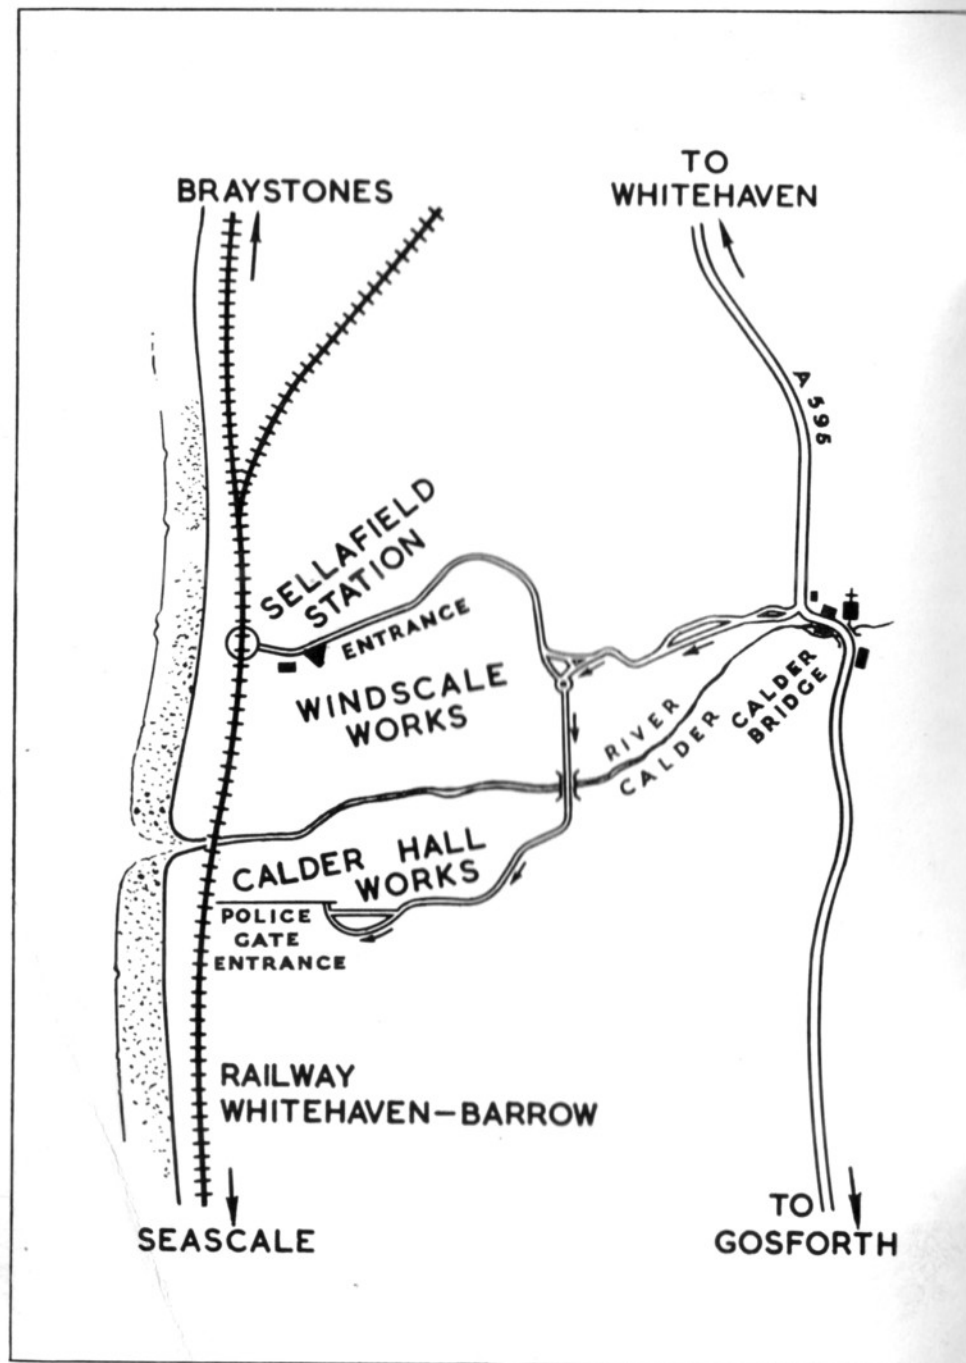 BRAYSTONES
TO
WHITEHAVEN
A 595
SELLAFIELD
STATION
ENTRANCE
WINDSCALE
WORKS
RIVER
CALDER
CALDER
BRIDGE
CALDER HALL
WORKS
POLICE
GATE
ENTRANCE
RAILWAY
WHITEHAVEN–BARROW
SEASCALE
TO
GOSFORTH